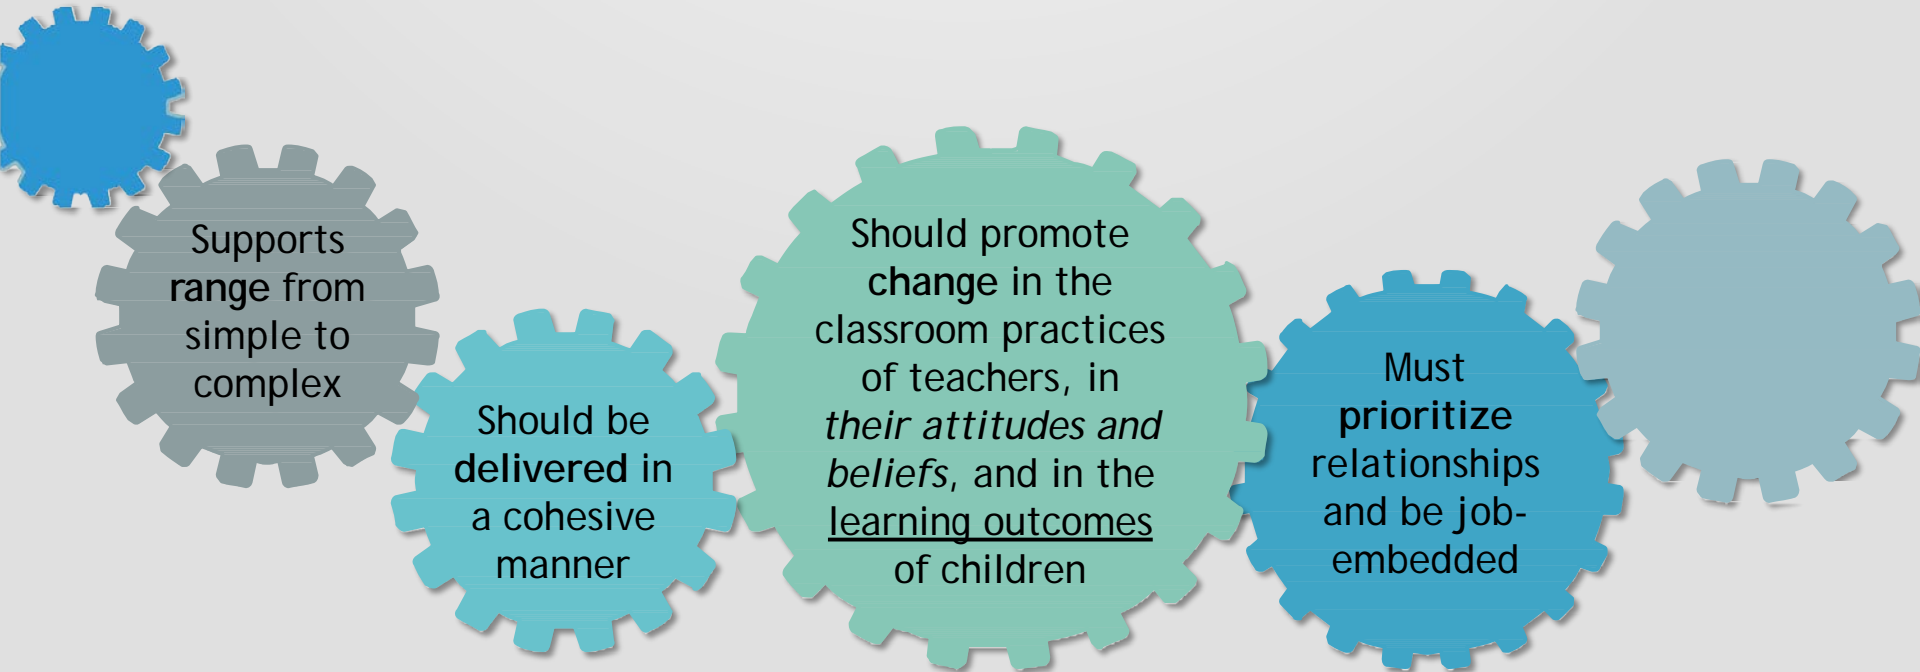 Supports
range from
simple to
complex
Should be
delivered in
a cohesive
manner
Should promote
change in the
classroom practices
of teachers, in
their attitudes and
beliefs, and in the
learning outcomes
of children
Must
prioritize
relationships
and be job-
embedded